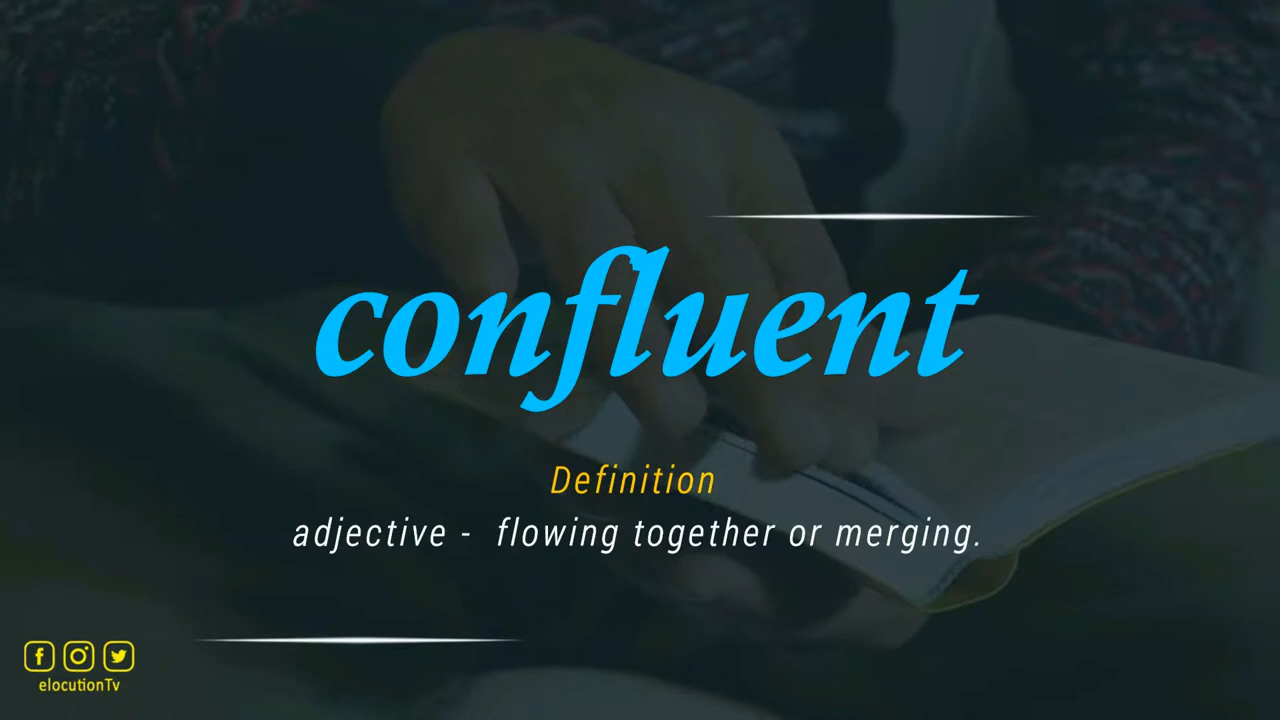 confluent
Definition
adjective - flowing together or merging.
elocutionTv